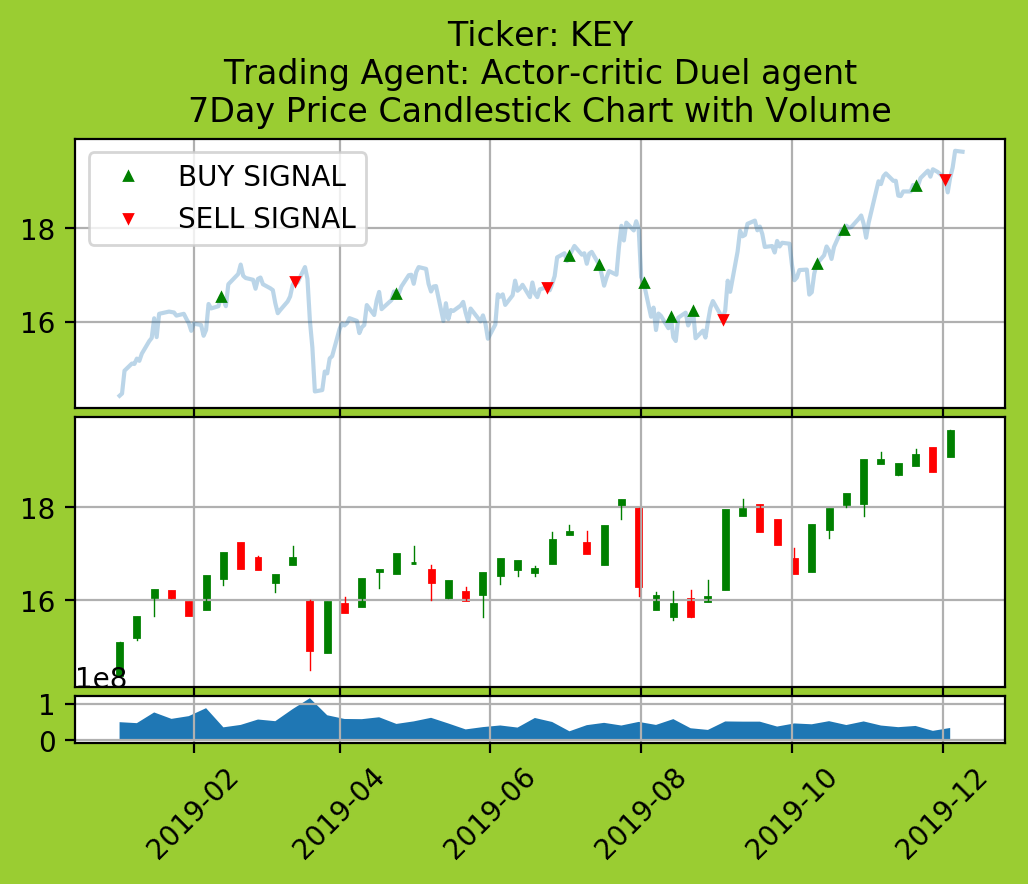 Ticker: KEY
Trading Agent: Actor-critic Duel agent
7Day Price Candlestick Chart with Volume
BUY SIGNAL
SELL SIGNAL
18
16
18
16
1e8
1
0
2019-02
2019-04
2019-06
2019-08
2019-10
2019-12